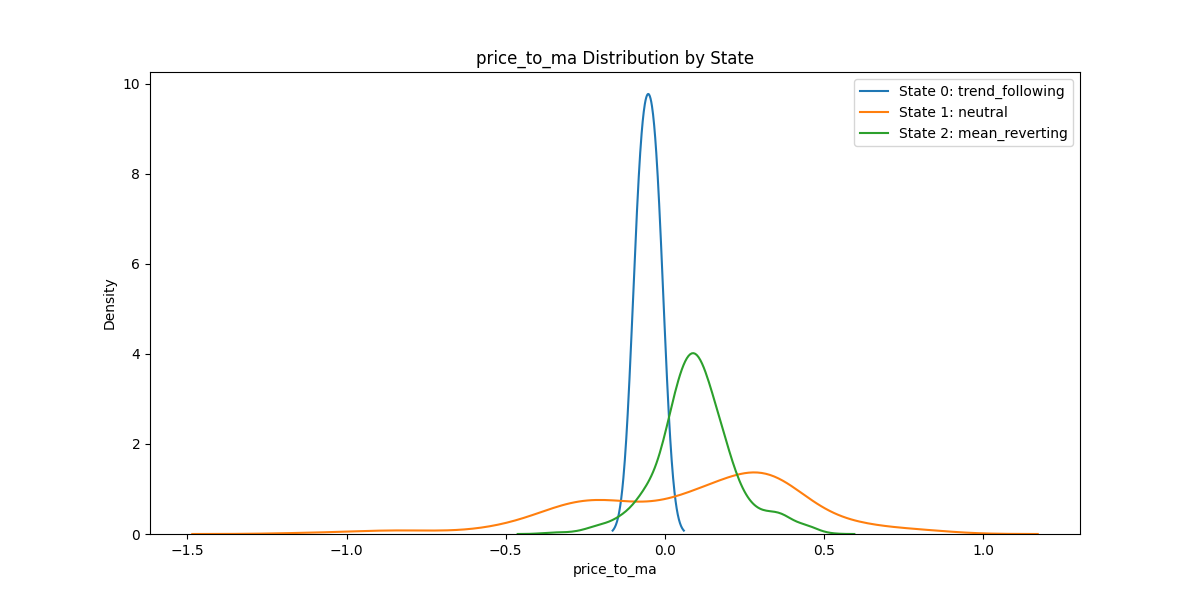 price_to_ma Distribution by State
State 0: trend_following
State 1: neutral
State 2: mean_reverting
Density
10
8
6
4
2
0
−1.5
−1.0
−0.5
0.0
0.5
1.0
price_to_ma